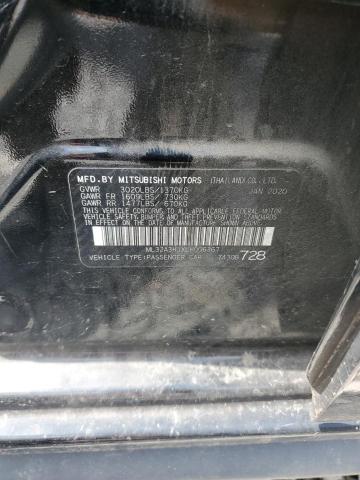 MFD.BY MITSUBISHI MOTORS (THAILAND) CO.,LTD.
GVWR 3020LBS/1370KG JAN 2020
GAWR FR 1609LBS/ 730KG
GAWR RR 1477LBS/ 670KG
THIS VEHICLE CONFORMS TO ALL APPLICABLE FEDERAL MOTOR
VEHICLE SAFETY, BUMPER, AND THEFT PREVENTION STANDARDS
IN EFFECT ON THE DATE OF MANUFACTURE SHOWN ABOVE.
VEHICLE TYPE:PASSENGER CAR 728